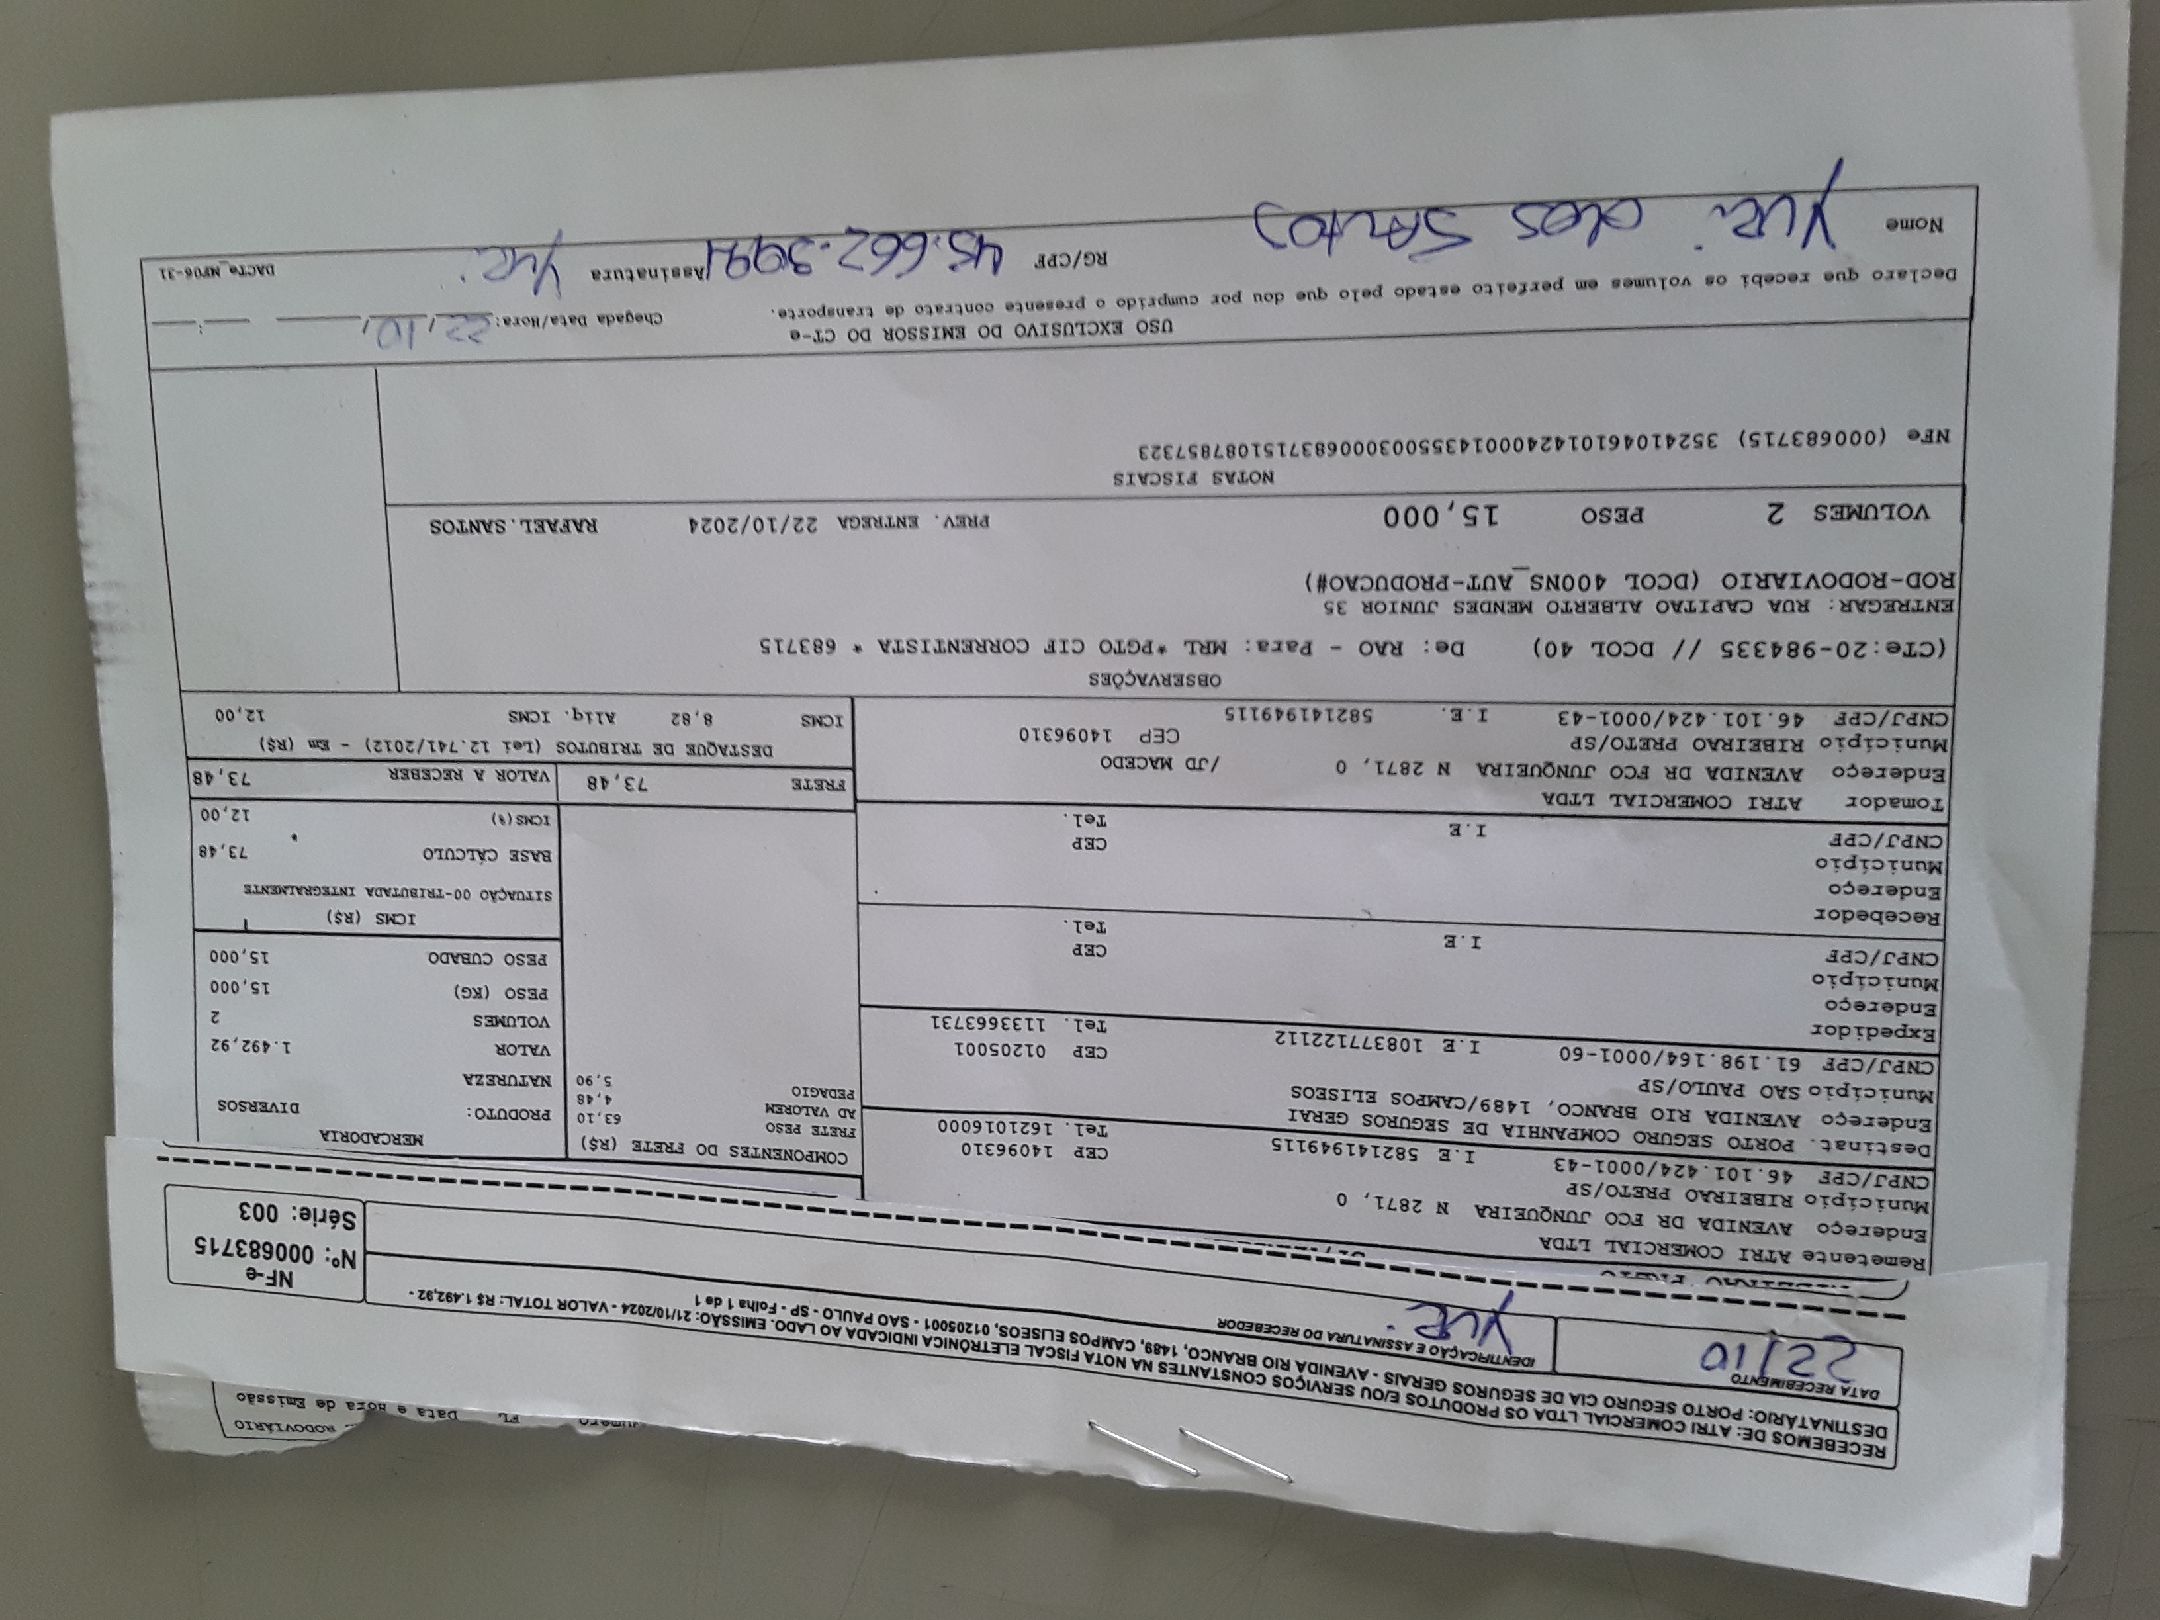 RODOVIÁRIO
FL Data e Hora de Emissão
RECEBEMOS DE: ATRI COMERCIAL LTDA OS PRODUTOS E/OU SERVIÇOS CONSTANTES NA NOTA FISCAL ELETRÔNICA INDICADA AO LADO. EMISSÃO: 21/10/2024 - VALOR TOTAL: R$ 1.492,92 -
DESTINATÁRIO: PORTO SEGURO CIA DE SEGUROS GERAIS - AVENIDA RIO BRANCO, 1489, CAMPOS ELISEOS, 01205001 - SAO PAULO - SP - Folha 1 de 1
DATA RECEBIMENTO
22/10
IDENTIFICAÇÃO E ASSINATURA DO RECEBEDOR
Yuri
NF-e
Nº: 000683715
Série: 003
Remetente ATRI COMERCIAL LTDA
Endereço AVENIDA DR FCO JUNQUEIRA N 2871, 0
Município RIBEIRAO PRETO/SP CEP 14096310
CNPJ/CPF 46.101.424/0001-43 I.E 582141949115 Tel. 1621016000
Destinat. PORTO SEGURO COMPANHIA DE SEGUROS GERAI
Endereço AVENIDA RIO BRANCO, 1489/CAMPOS ELISEOS
Município SAO PAULO/SP CEP 01205001
CNPJ/CPF 61.198.164/0001-60 I.E 108377122112 Tel. 1133663731
Expedidor
Endereço
Município CEP
CNPJ/CPF I.E Tel.
Recebedor
Endereço
Município CEP
CNPJ/CPF I.E Tel.
Tomador ATRI COMERCIAL LTDA
Endereço AVENIDA DR FCO JUNQUEIRA N 2871, 0 /JD MACEDO
Município RIBEIRAO PRETO/SP CEP 14096310
CNPJ/CPF 46.101.424/0001-43 I.E. 582141949115
COMPONENTES DO FRETE (R$)
FRETE PESO 63,10
AD VALOREM 4,48
PEDAGIO 5,90
MERCADORIA
PRODUTO: DIVERSOS
NATUREZA
VALOR 1.492,92
VOLUMES 2
PESO (KG) 15,000
PESO CUBADO 15,000
ICMS (R$)
SITUAÇÃO 00-TRIBUTADA INTEGRALMENTE
BASE CÁLCULO 73,48
ICMS(%) 12,00
FRETE 73,48 VALOR A RECEBER 73,48
DESTAQUE DE TRIBUTOS (Lei 12.741/2012) - Em (R$)
ICMS 8,82 Aliq. ICMS 12,00
OBSERVAÇÕES
(CTe:20-984335 // DCOL 40) De: RAO - Para: MRL *PGTO CIF CORRENTISTA * 683715
ENTREGAR: RUA CAPITAO ALBERTO MENDES JUNIOR 35
ROD-RODOVIARIO (DCOL 400NS_AUT-PRODUCAO#)
VOLUMES 2 PESO 15,000 PREV. ENTREGA 22/10/2024 RAFAEL.SANTOS
NOTAS FISCAIS
NFe (000683715) 35241046101424000143550030006837151087857323
USO EXCLUSIVO DO EMISSOR DO CT-e
Declaro que recebi os volumes em perfeito estado pelo que dou por cumprido o presente contrato de transporte. Chegada Data/Hora: 22/10/
Nome Yuri dos Santos RG/CPF 45.662.399 Assinatura Yuri
DACTe_MF06-31